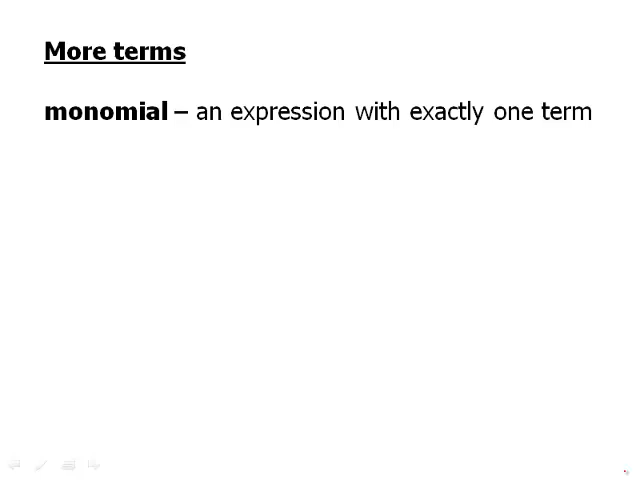 More terms
monomial – an expression with exactly one term